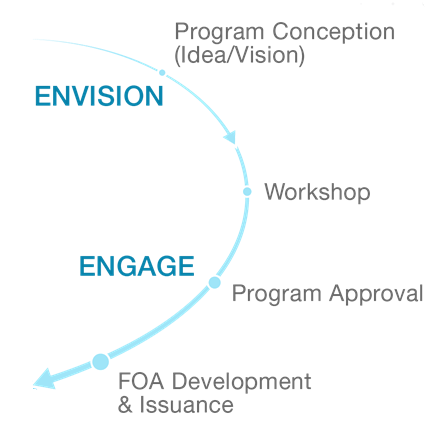 Program Conception
(Idea/Vision)
ENVISION
Workshop
ENGAGE
Program Approval
FOA Development
& Issuance